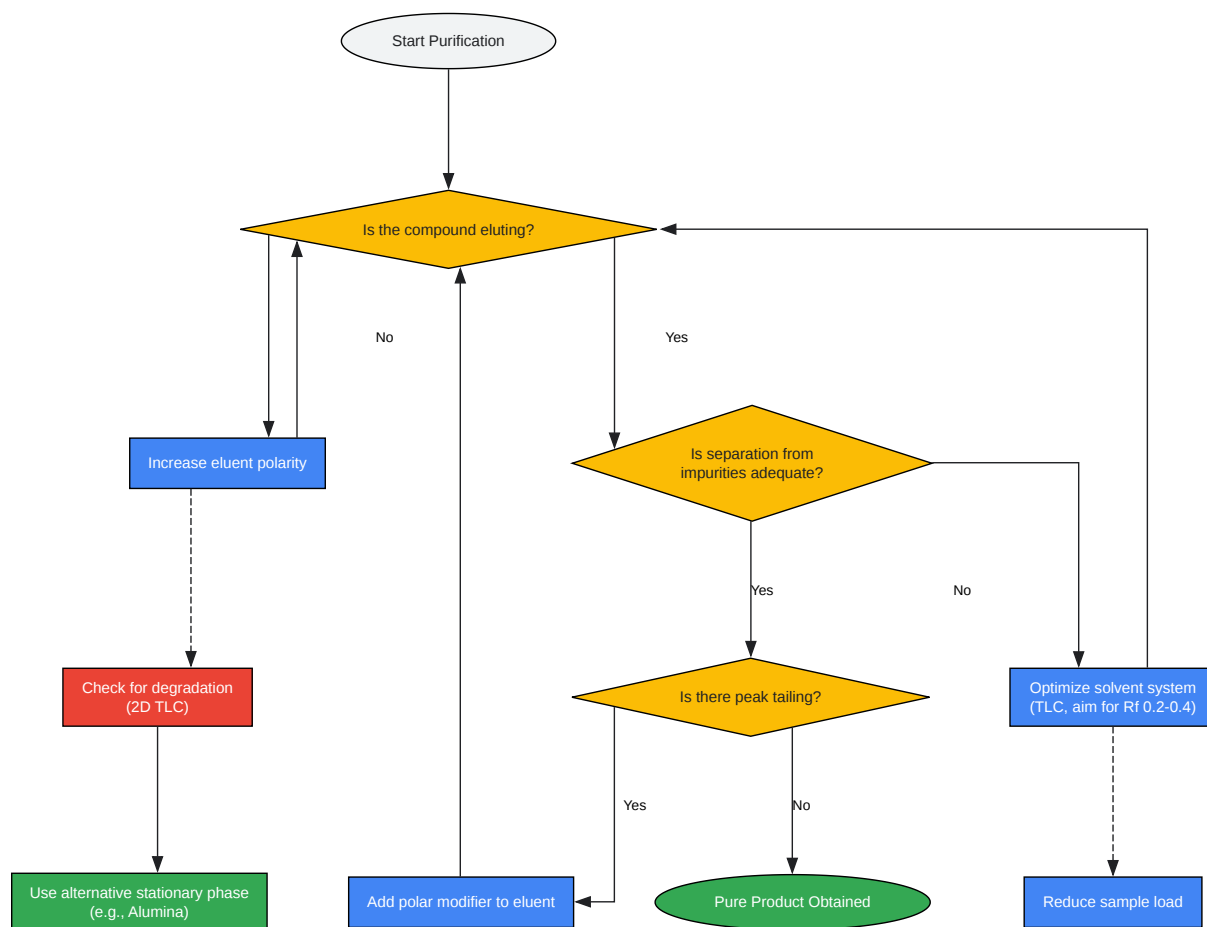 Start Purification
Is the compound eluting?
No
Yes
Increase eluent polarity
Is separation from
impurities adequate?
Yes
No
Check for degradation
(2D TLC)
Is there peak tailing?
Optimize solvent system
(TLC, aim for Rf 0.2-0.4)
Yes
No
Use alternative stationary phase
(e.g., Alumina)
Add polar modifier to eluent
Pure Product Obtained
Reduce sample load